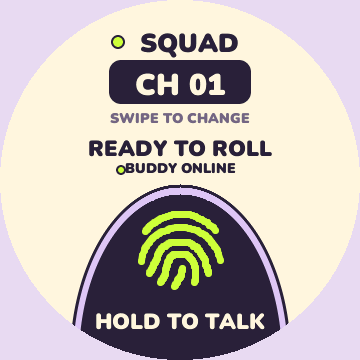 SQUAD
CH 01
SWIPE TO CHANGE
READY TO ROLL
BUDDY ONLINE
HOLD TO TALK